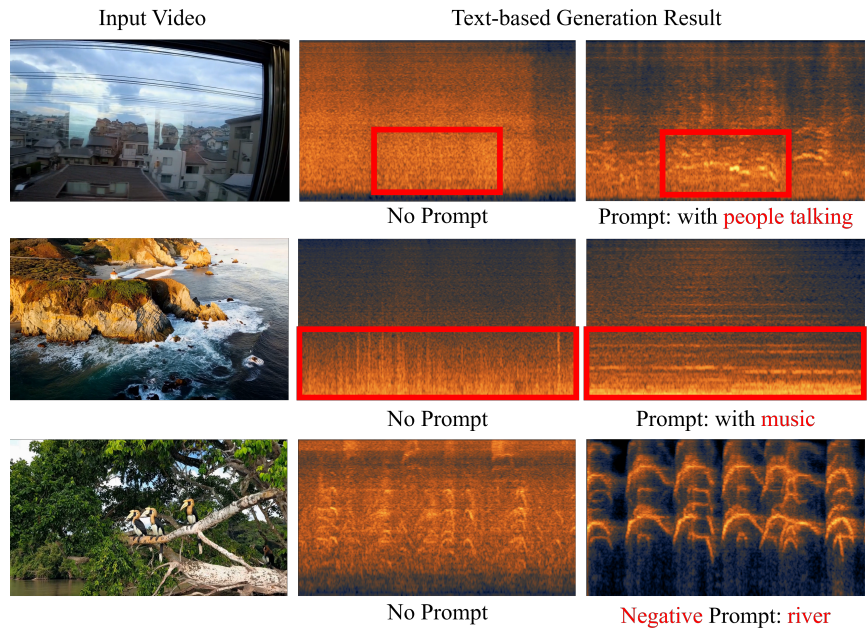 Input Video
Text-based Generation Result
No Prompt
Prompt: with people talking
No Prompt
Prompt: with music
No Prompt
Negative Prompt: river